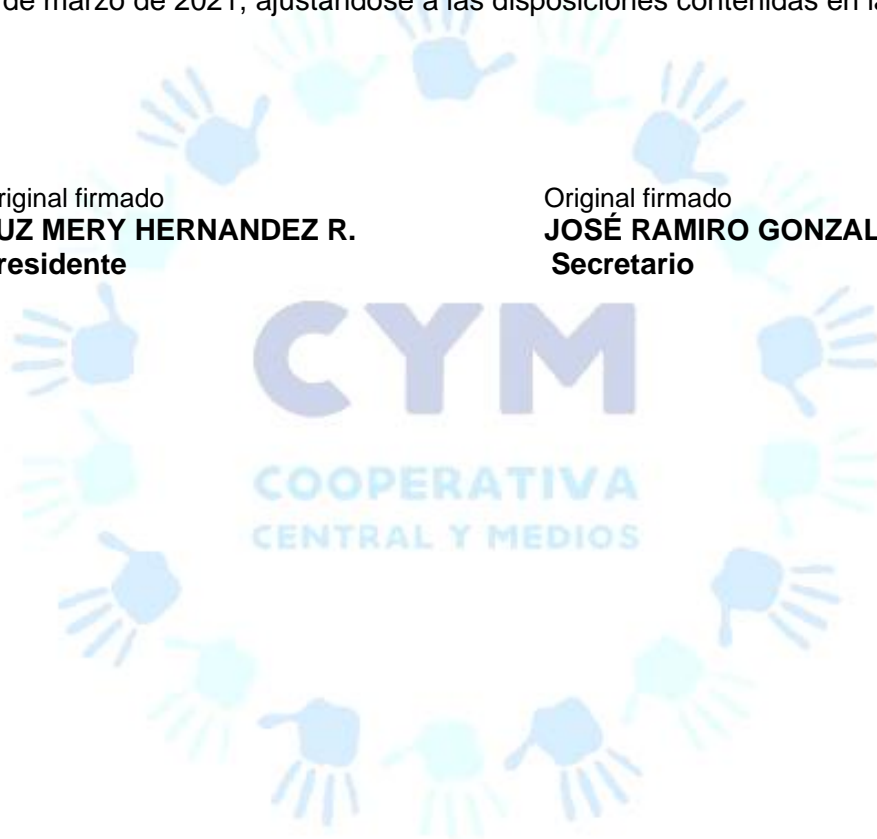 de marzo de 2021, ajustándose a las disposiciones contenidas en la
riginal firmado
UZ MERY HERNANDEZ R.
residente
Original firmado
JOSÉ RAMIRO GONZAL
Secretario
CYM
COOPERATIVA
CENTRAL Y MEDIOS